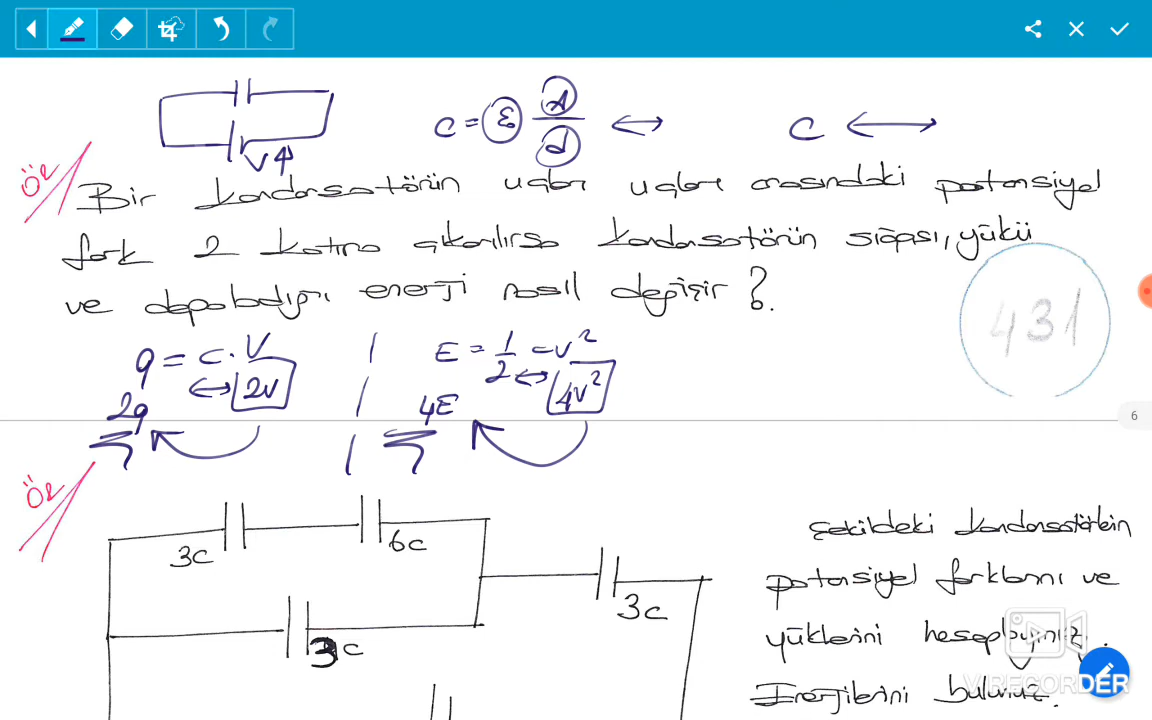 C = ε A/d ↔ C ↔
V↑
Ör
Bir kondansatörün uçları uçları arasındaki potansiyel
fark 2 katına çıkarılırsa kondansatörün sığası, yükü
ve depoladığı enerji nasıl değişir?
431
q = C.V
E = 1/2 CV²
↔ 2V
↔ 4V²
2q
4E
6
Ör
3C
6C
3C
3C
Şekildeki kondansatörlerin
potansiyel farklarını ve
yüklerini hesaplayınız.
Enerjilerini bulunuz.
VRECORDER